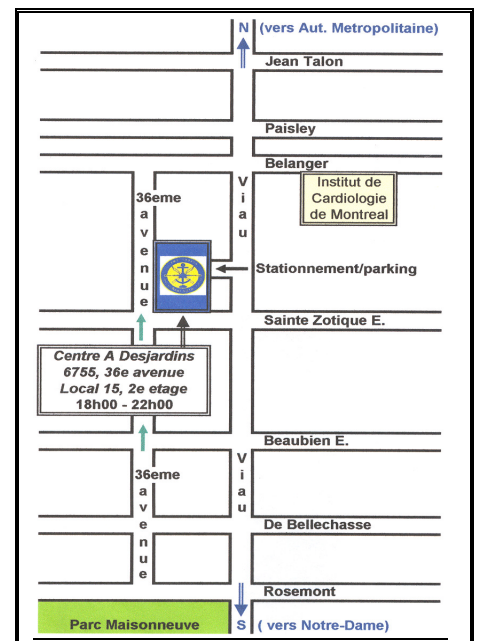 N (vers Aut. Metropolitaine)
Jean Talon
Paisley
Belanger
Viau
Institut de
Cardiologie
de Montreal
36eme
avenue
Stationnement/parking
Sainte Zotique E.
Centre A Desjardins
6755, 36e avenue
Local 15, 2e etage
18h00 - 22h00
Beaubien E.
Viau
36eme
avenue
De Bellechasse
Rosemont
Parc Maisonneuve
S ( vers Notre-Dame)